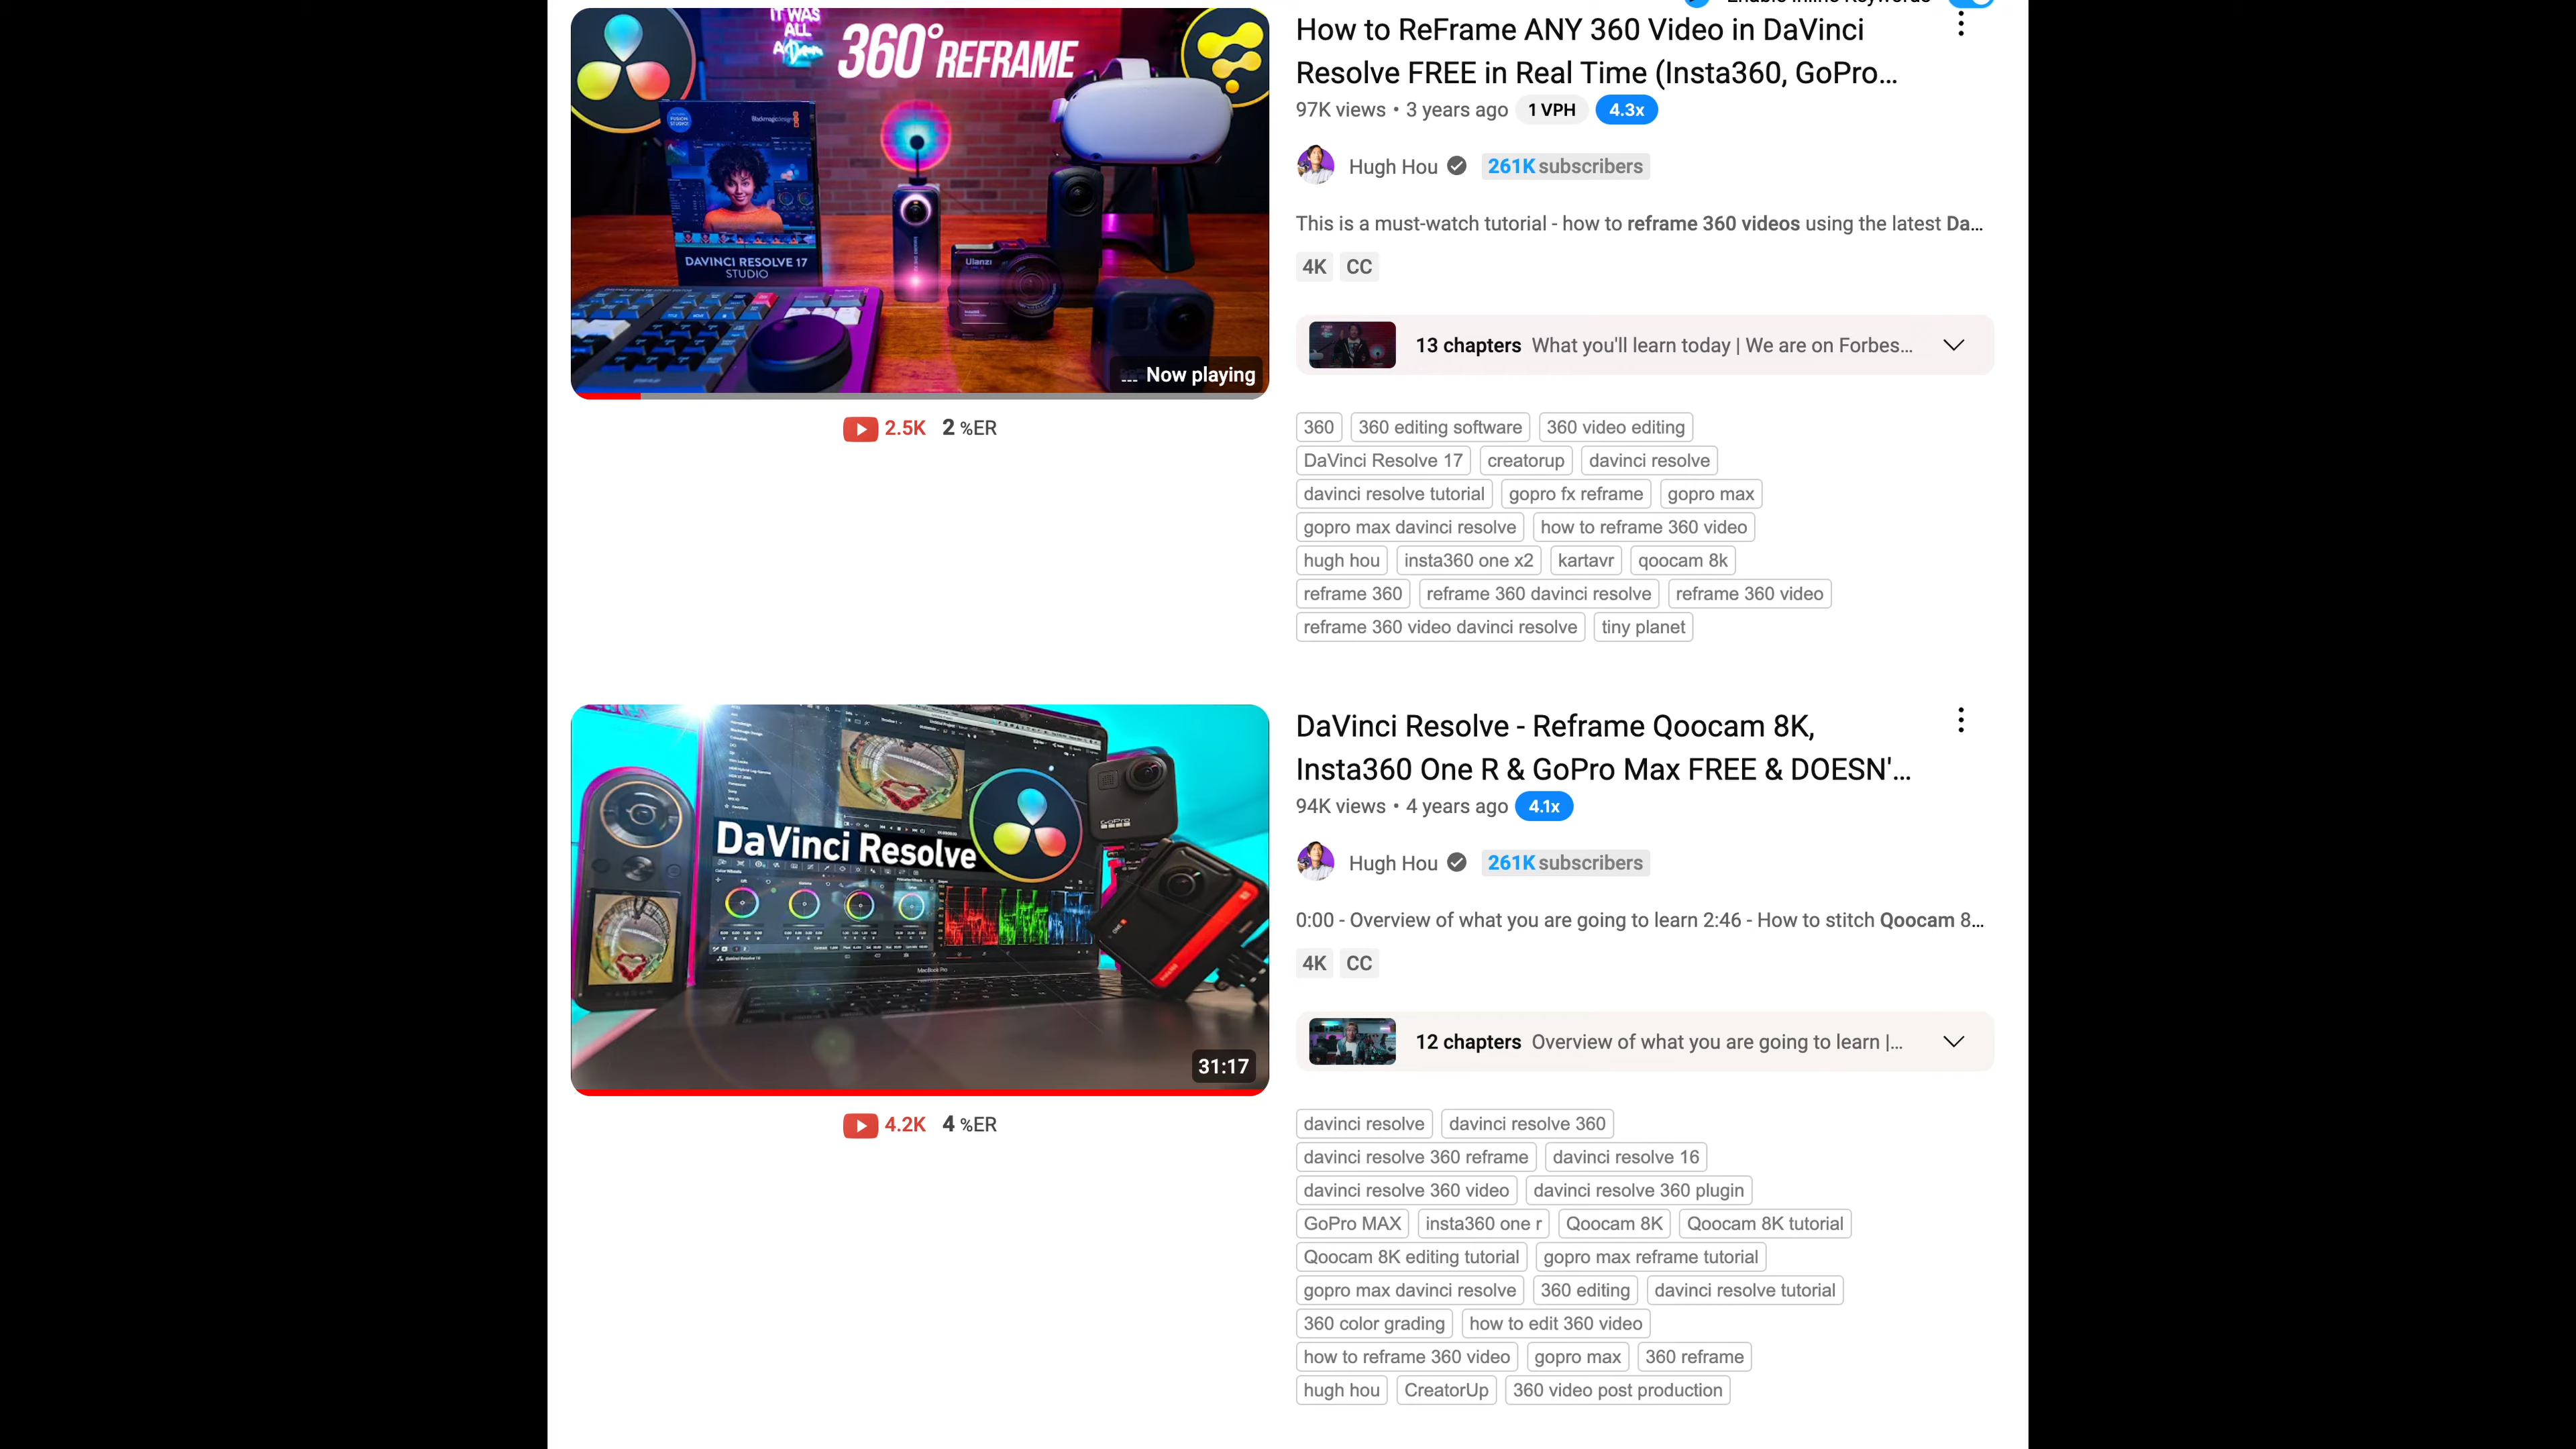 IT WAS
ALL
A
360° REFRAME
DAVINCI RESOLVE 17
STUDIO
Ulanzi
... Now playing
2.5K 2 %ER
How to ReFrame ANY 360 Video in DaVinci
Resolve FREE in Real Time (Insta360, GoPro...
97K views • 3 years ago 1 VPH 4.3x
Hugh Hou 261K subscribers
This is a must-watch tutorial - how to reframe 360 videos using the latest Da...
4K CC
13 chapters What you'll learn today | We are on Forbes...
360 360 editing software 360 video editing
DaVinci Resolve 17 creatorup davinci resolve
davinci resolve tutorial gopro fx reframe gopro max
gopro max davinci resolve how to reframe 360 video
hugh hou insta360 one x2 kartavr qoocam 8k
reframe 360 reframe 360 davinci resolve reframe 360 video
reframe 360 video davinci resolve tiny planet
DaVinci Resolve
GoPro
MacBook Pro
31:17
4.2K 4 %ER
DaVinci Resolve - Reframe Qoocam 8K,
Insta360 One R & GoPro Max FREE & DOESN'...
94K views • 4 years ago 4.1x
Hugh Hou 261K subscribers
0:00 - Overview of what you are going to learn 2:46 - How to stitch Qoocam 8...
4K CC
12 chapters Overview of what you are going to learn |...
davinci resolve davinci resolve 360
davinci resolve 360 reframe davinci resolve 16
davinci resolve 360 video davinci resolve 360 plugin
GoPro MAX insta360 one r Qoocam 8K Qoocam 8K tutorial
Qoocam 8K editing tutorial gopro max reframe tutorial
gopro max davinci resolve 360 editing davinci resolve tutorial
360 color grading how to edit 360 video
how to reframe 360 video gopro max 360 reframe
hugh hou CreatorUp 360 video post production